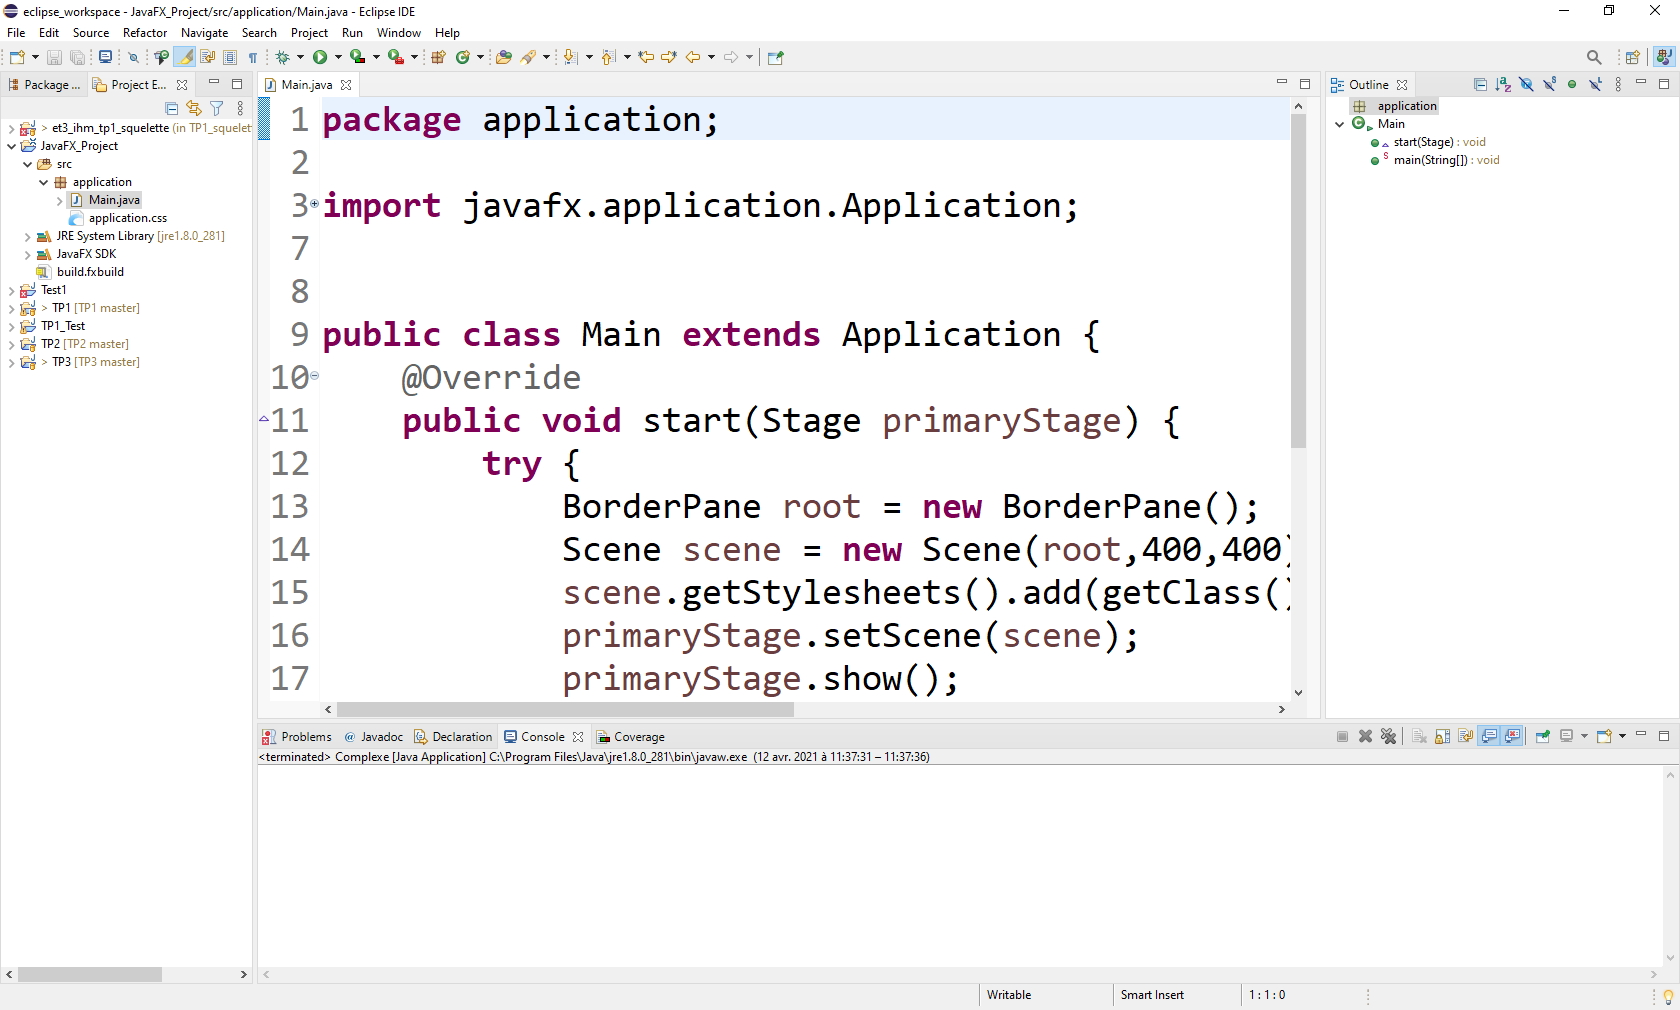 eclipse_workspace - JavaFX_Project/src/application/Main.java - Eclipse IDE
File Edit Source Refactor Navigate Search Project Run Window Help
Package ... Project E...
> et3_ihm_tp1_squelette (in TP1_squelet
JavaFX_Project
src
application
Main.java
application.css
JRE System Library [jre1.8.0_281]
JavaFX SDK
build.fxbuild
Test1
> TP1 [TP1 master]
TP1_Test
TP2 [TP2 master]
> TP3 [TP3 master]
Main.java
1 package application;
2
3 import javafx.application.Application;
7
8
9 public class Main extends Application {
10 @Override
11 public void start(Stage primaryStage) {
12 try {
13 BorderPane root = new BorderPane();
14 Scene scene = new Scene(root,400,400)
15 scene.getStylesheets().add(getClass()
16 primaryStage.setScene(scene);
17 primaryStage.show();
Outline
application
Main
start(Stage) : void
main(String[]) : void
Problems @ Javadoc Declaration Console Coverage
<terminated> Complexe [Java Application] C:\Program Files\Java\jre1.8.0_281\bin\javaw.exe (12 avr. 2021 à 11:37:31 – 11:37:36)
Writable Smart Insert 1 : 1 : 0